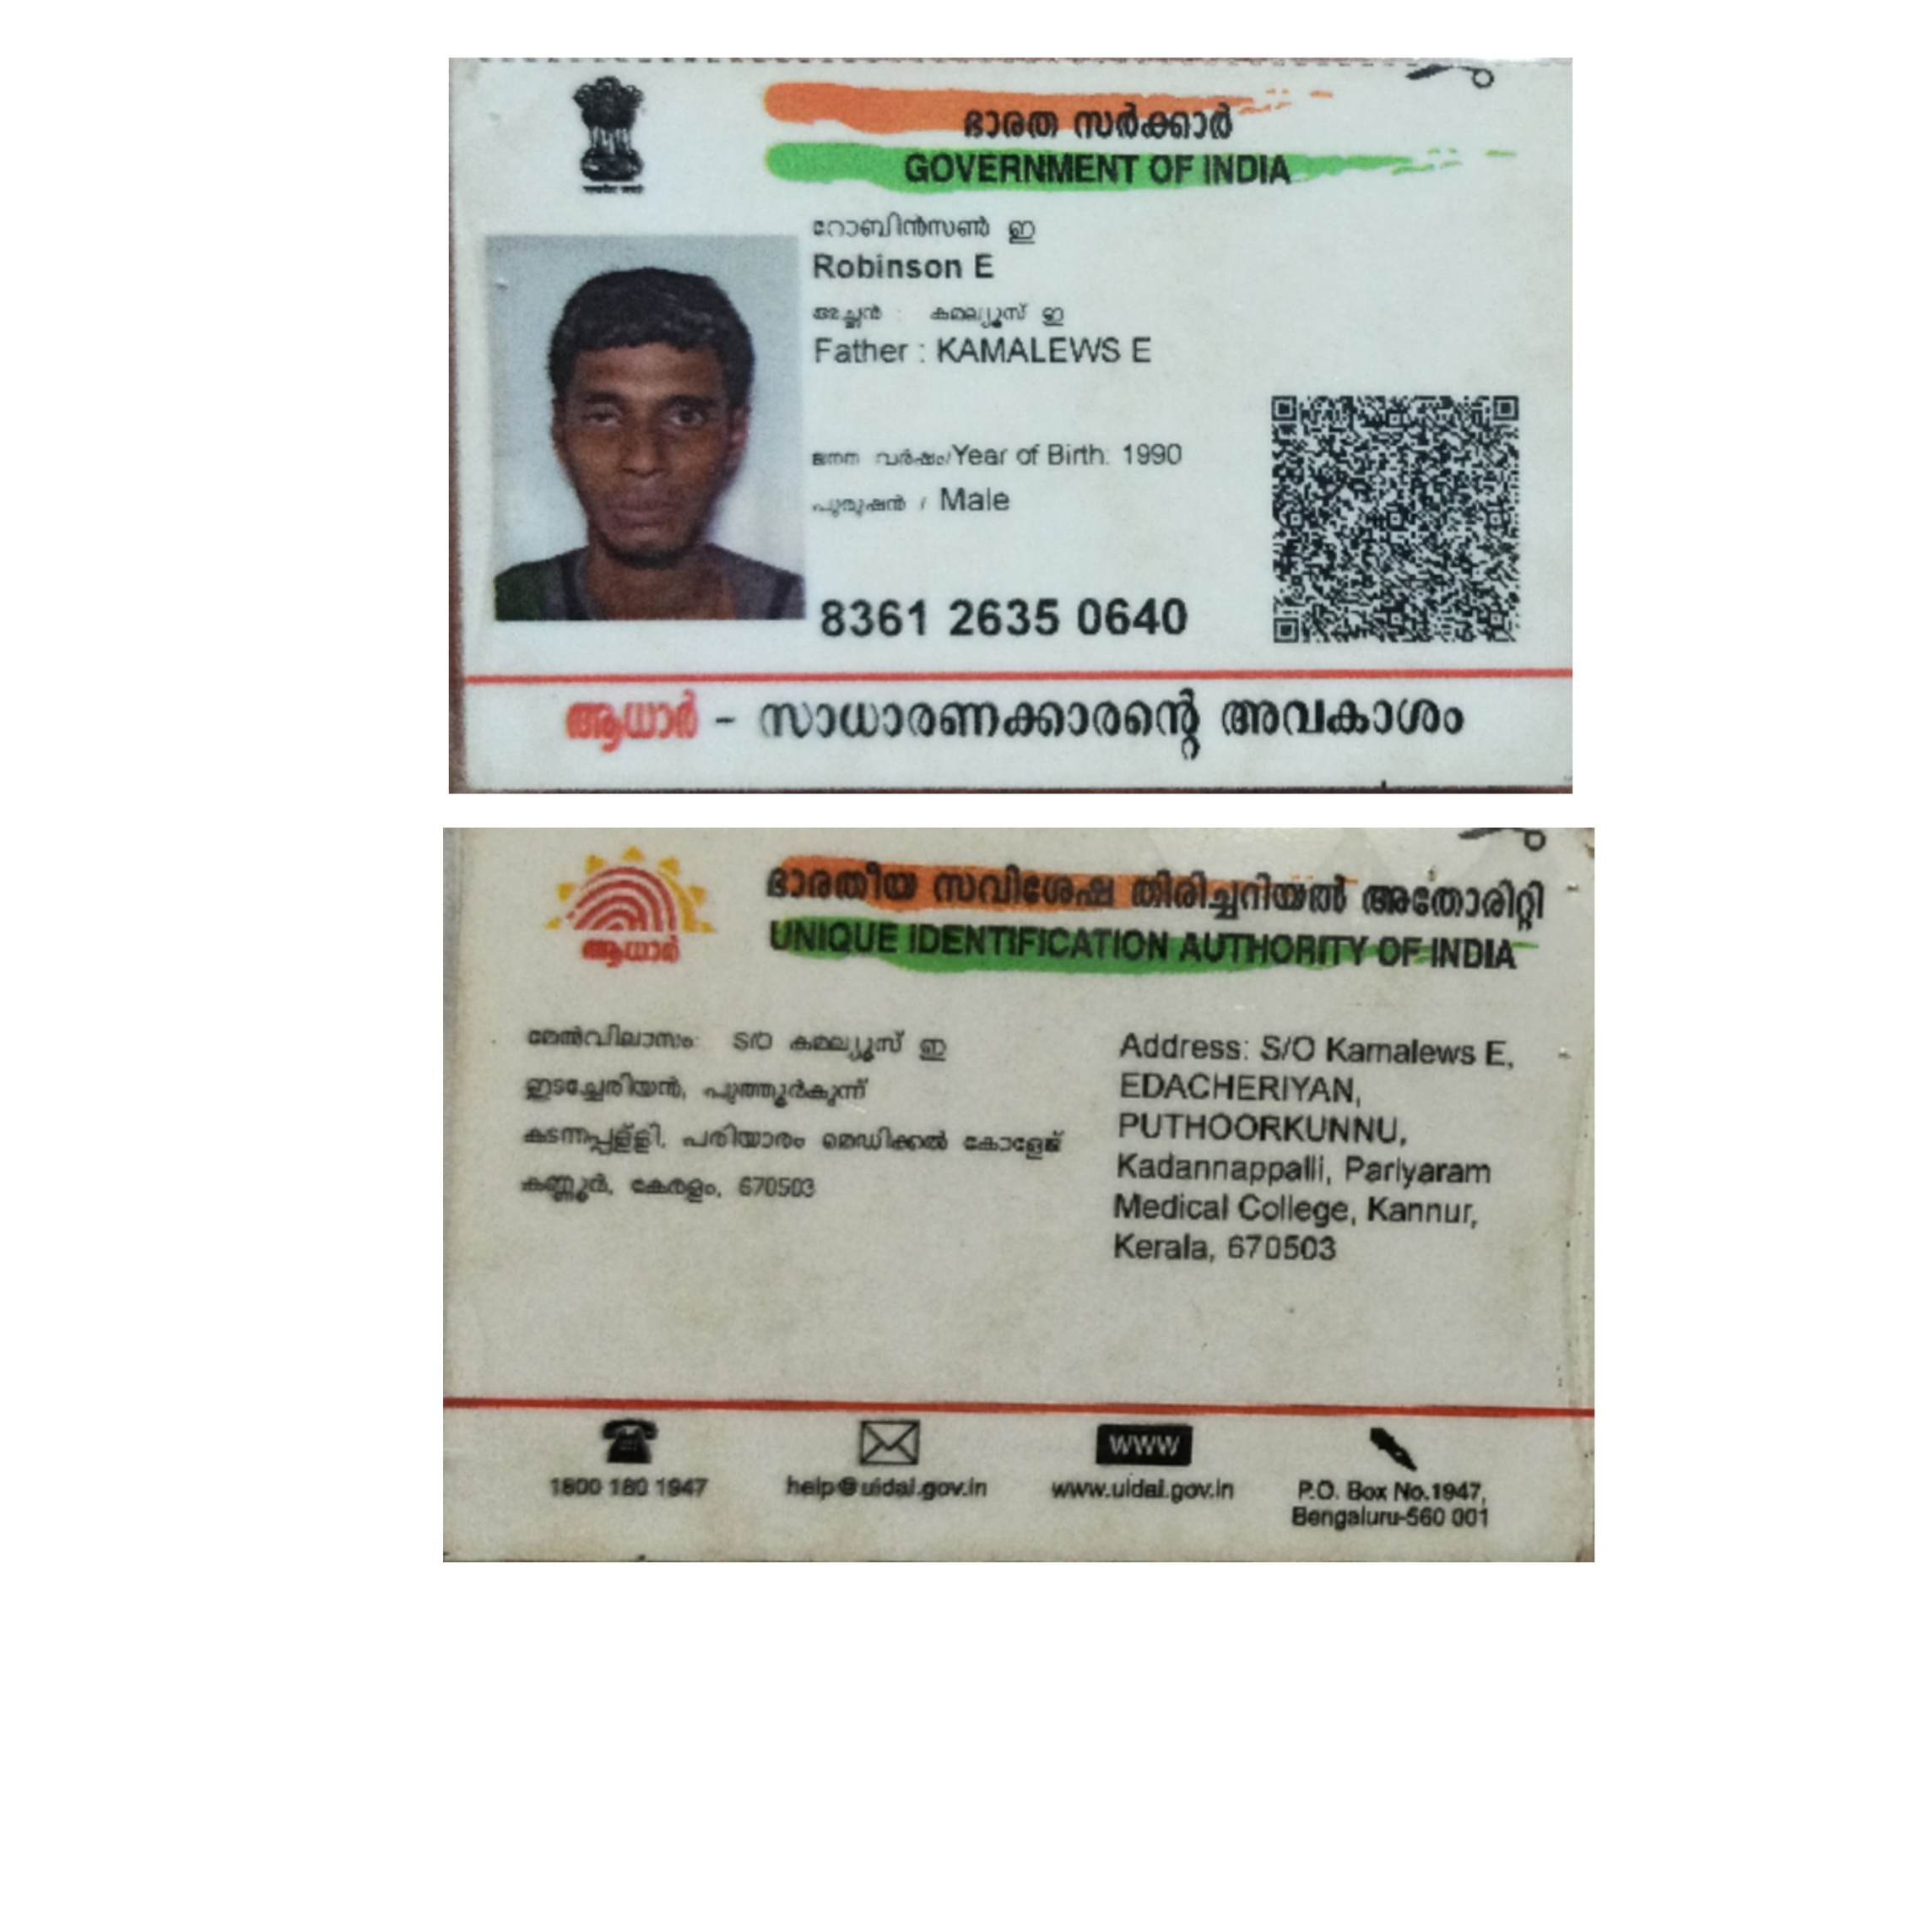 ഭാരത സർക്കാർ
GOVERNMENT OF INDIA
റോബിൻസൺ ഇ
Robinson E
അച്ഛൻ : കമല്യൂസ് ഇ
Father : KAMALEWS E
ജനന വർഷം/Year of Birth: 1990
പുരുഷൻ / Male
8361 2635 0640
ആധാർ - സാധാരണക്കാരന്റെ അവകാശം
ഭാരതീയ സവിശേഷ തിരിച്ചറിയൽ അതോരിറ്റി
UNIQUE IDENTIFICATION AUTHORITY OF INDIA
ആധാർ
മേൽവിലാസം: S/O കമല്യൂസ് ഇ
ഇടച്ചേരിയൻ, പുത്തൂർകുന്ന്
കടന്നപ്പള്ളി, പരിയാരം മെഡിക്കൽ കോളേജ്
കണ്ണൂർ, കേരളം, 670503
Address: S/O Kamalews E,
EDACHERIYAN,
PUTHOORKUNNU,
Kadannappalli, Pariyaram
Medical College, Kannur,
Kerala, 670503
1800 180 1947
help@uidai.gov.in
www
www.uidai.gov.in
P.O. Box No.1947,
Bengaluru-560 001